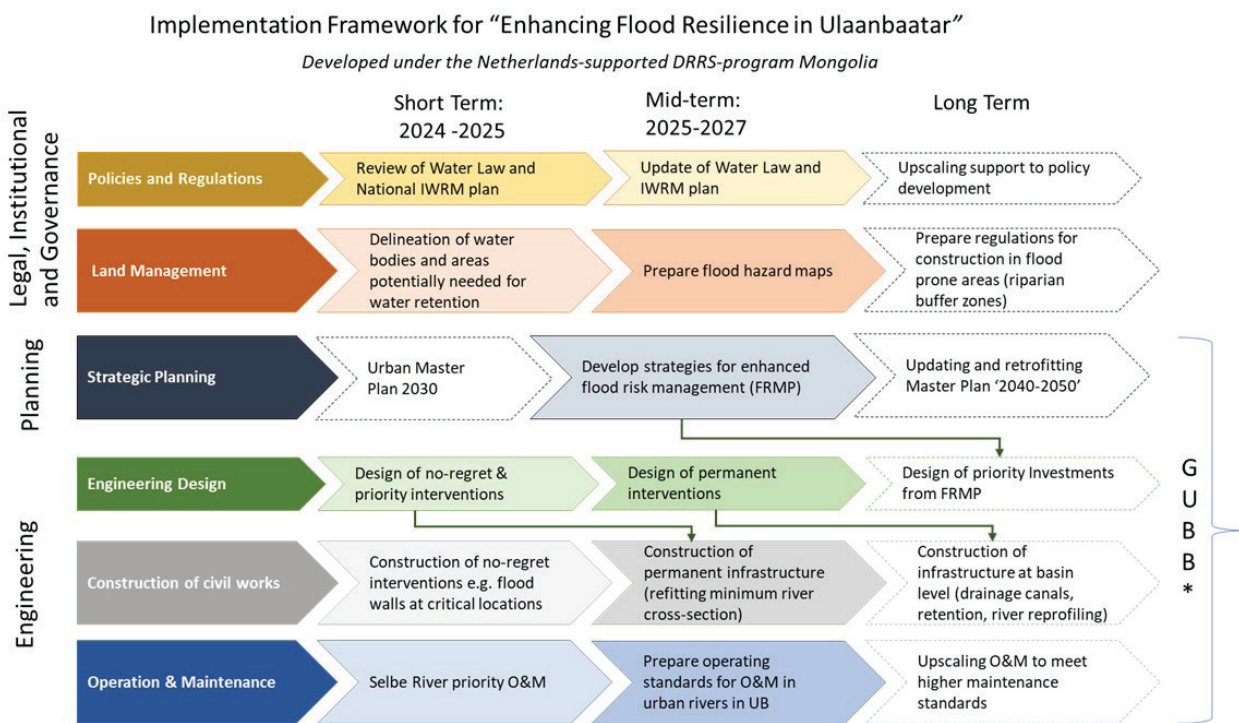 Implementation Framework for “Enhancing Flood Resilience in Ulaanbaatar”
Developed under the Netherlands-supported DRRS-program Mongolia
Short Term:
2024 -2025
Mid-term:
2025-2027
Long Term
Legal, Institutional
and Governance
Policies and Regulations
Review of Water Law and
National IWRM plan
Update of Water Law and
IWRM plan
Upscaling support to policy
development
Land Management
Delineation of water
bodies and areas
potentially needed for
water retention
Prepare flood hazard maps
Prepare regulations for
construction in flood
prone areas (riparian
buffer zones)
Planning
Strategic Planning
Urban Master
Plan 2030
Develop strategies for enhanced
flood risk management (FRMP)
Updating and retrofitting
Master Plan ‘2040-2050’
Engineering
Engineering Design
Design of no-regret &
priority interventions
Design of permanent
interventions
Design of priority Investments
from FRMP
Construction of civil works
Construction of no-regret
interventions e.g. flood
walls at critical locations
Construction of
permanent infrastructure
(refitting minimum river
cross-section)
Construction of
infrastructure at basin
level (drainage canals,
retention, river reprofiling)
Operation & Maintenance
Selbe River priority O&M
Prepare operating
standards for O&M in
urban rivers in UB
Upscaling O&M to meet
higher maintenance
standards
G
U
B
B
*